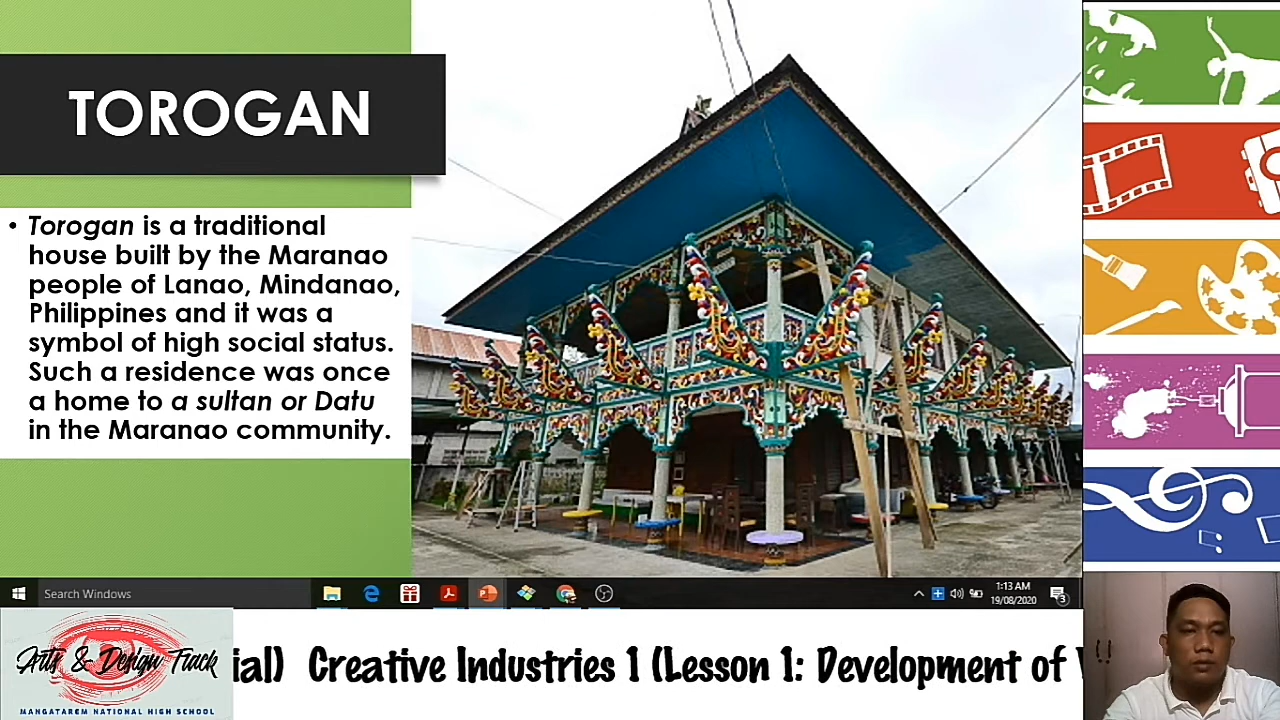 TOROGAN
• Torogan is a traditional
house built by the Maranao
people of Lanao, Mindanao,
Philippines and it was a
symbol of high social status.
Such a residence was once
a home to a sultan or Datu
in the Maranao community.
Search Windows
1:13 AM
19/08/2020
3
Arts & Design Track
MANGATAREM NATIONAL HIGH SCHOOL
ial) Creative Industries 1 (Lesson 1: Development of